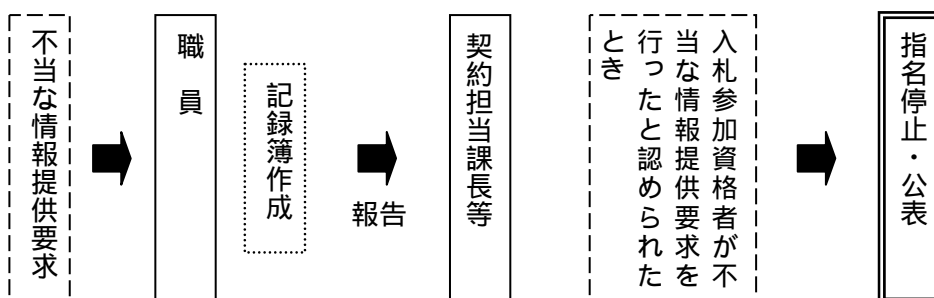 不当な情報提供要求
職員
記録簿作成
報告
契約担当課長等
入札参加資格者が不
当な情報提供要求を
行ったと認められた
とき
指名停止・公表